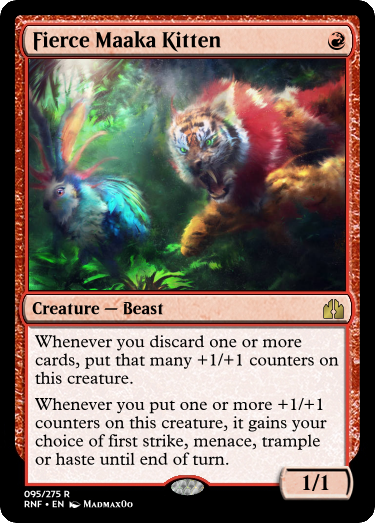 Fierce Maaka Kitten
Creature — Beast
Whenever you discard one or more
cards, put that many +1/+1 counters on
this creature.
Whenever you put one or more +1/+1
counters on this creature, it gains your
choice of first strike, menace, trample
or haste until end of turn.
1/1
095/275 R
RNF • EN MadmaxOo